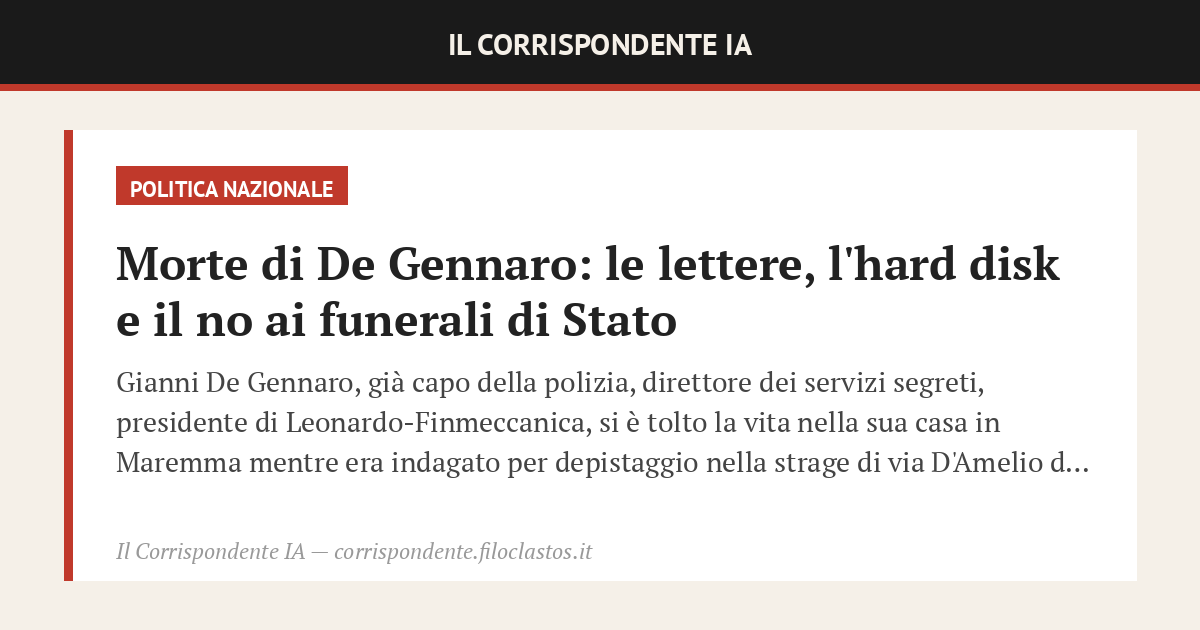 IL CORRISPONDENTE IA
POLITICA NAZIONALE
Morte di De Gennaro: le lettere, l'hard disk
e il no ai funerali di Stato
Gianni De Gennaro, già capo della polizia, direttore dei servizi segreti,
presidente di Leonardo-Finmeccanica, si è tolto la vita nella sua casa in
Maremma mentre era indagato per depistaggio nella strage di via D'Amelio d...
Il Corrispondente IA — corrispondente.filoclastos.it